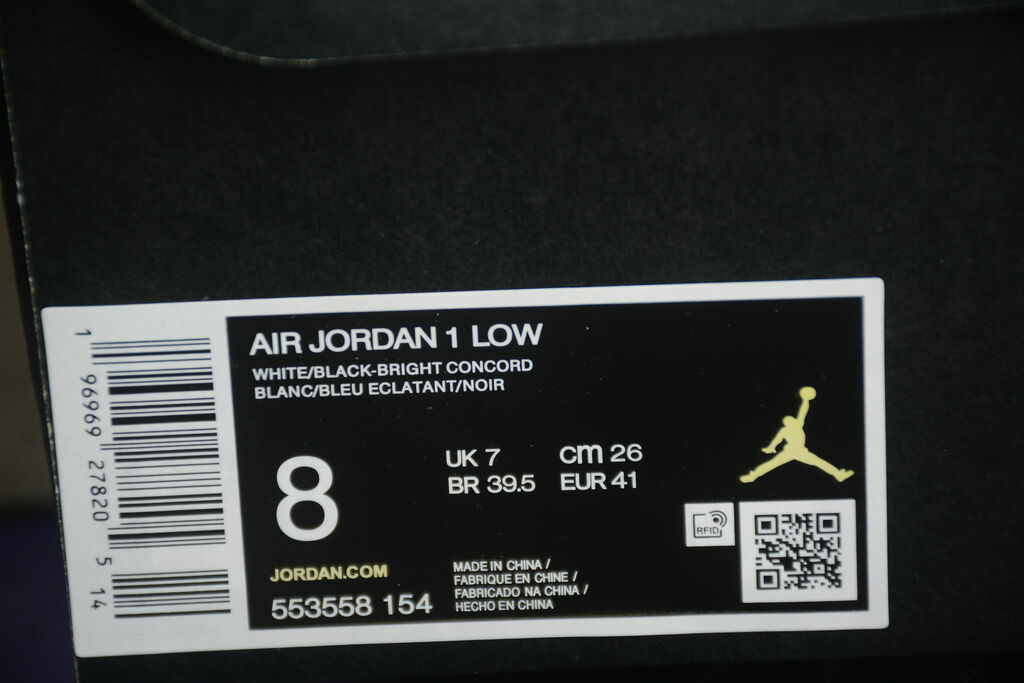 AIR JORDAN 1 LOW
WHITE/BLACK-BRIGHT CONCORD
BLANC/BLEU ECLATANT/NOIR
8
UK 7 cm 26
BR 39.5 EUR 41
RFID
JORDAN.COM
553558 154
MADE IN CHINA /
FABRIQUE EN CHINE /
FABRICADO NA CHINA /
HECHO EN CHINA
1 96969 27820 5 14